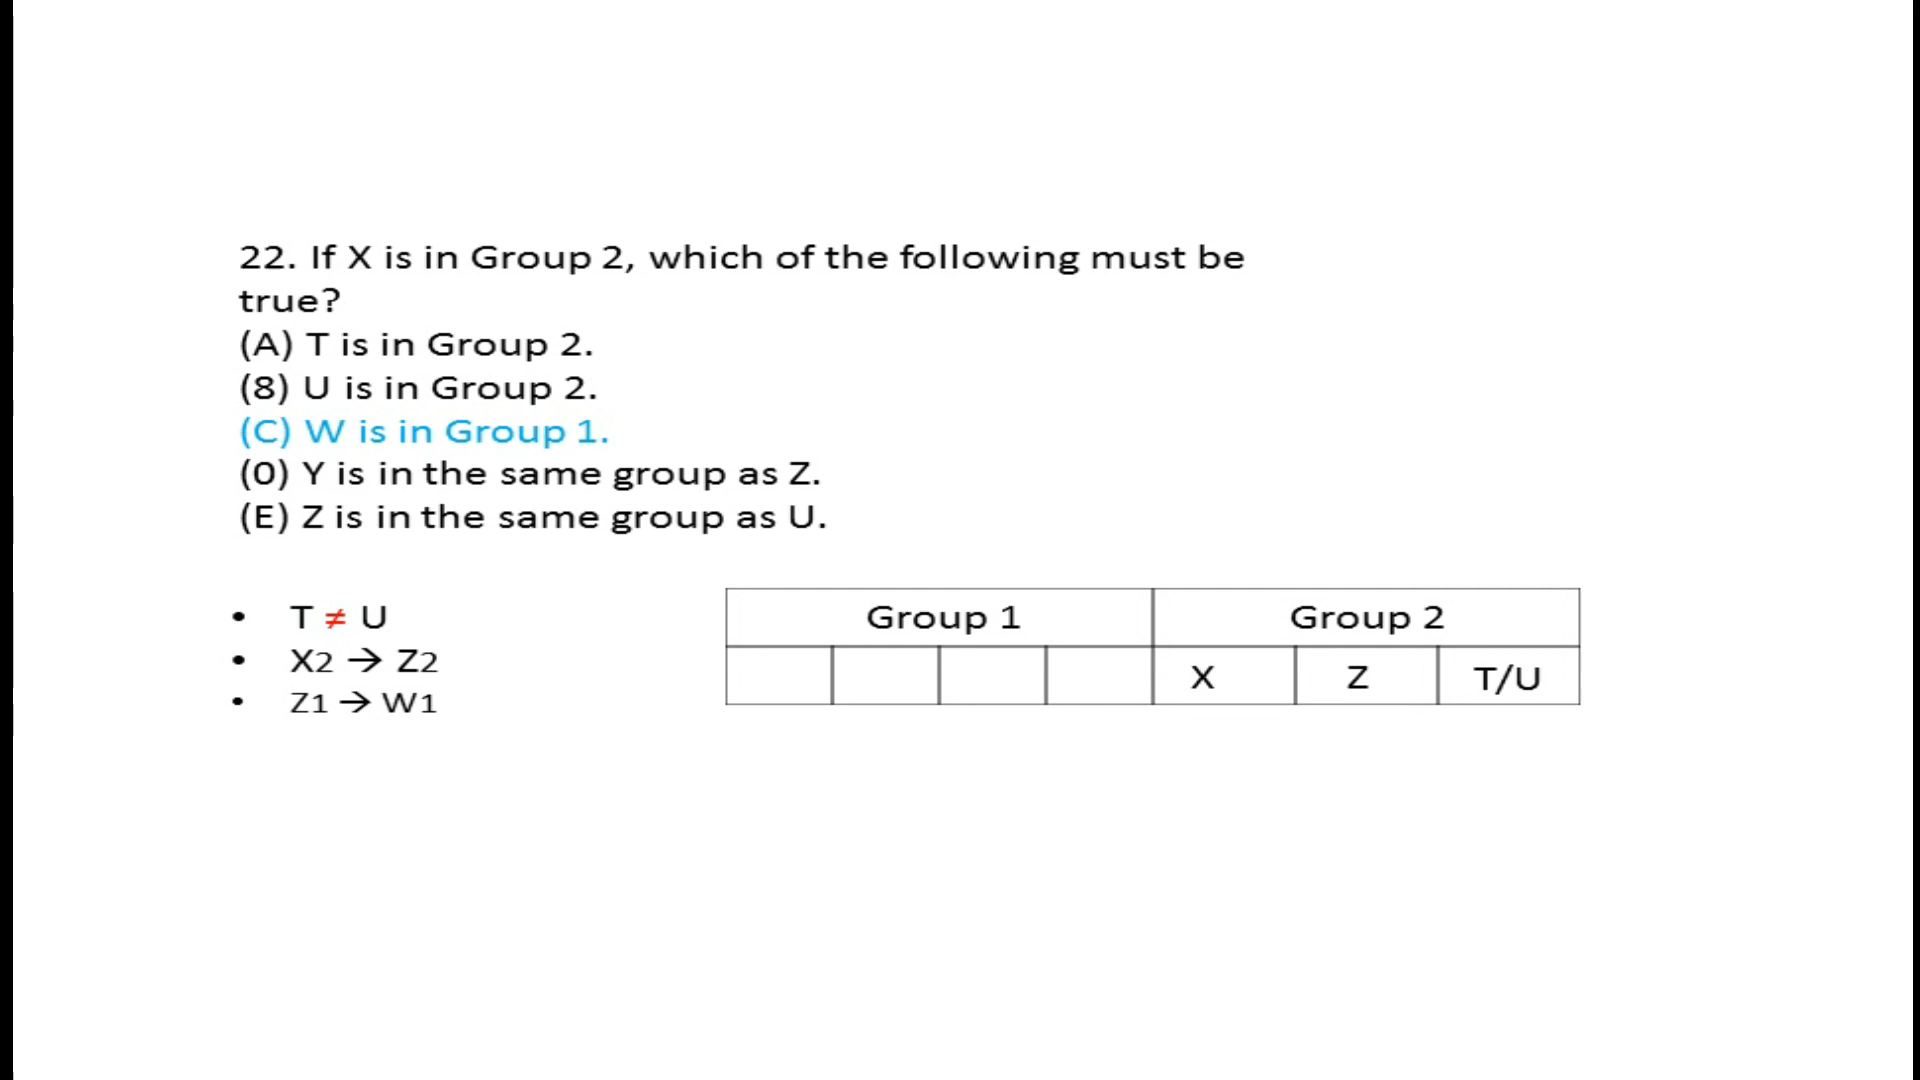 22. If X is in Group 2, which of the following must be
true?
(A) T is in Group 2.
(8) U is in Group 2.
(C) W is in Group 1.
(0) Y is in the same group as Z.
(E) Z is in the same group as U.
• T ≠ U
• X2 → Z2
• Z1 → W1
Group 1 Group 2
X Z T/U